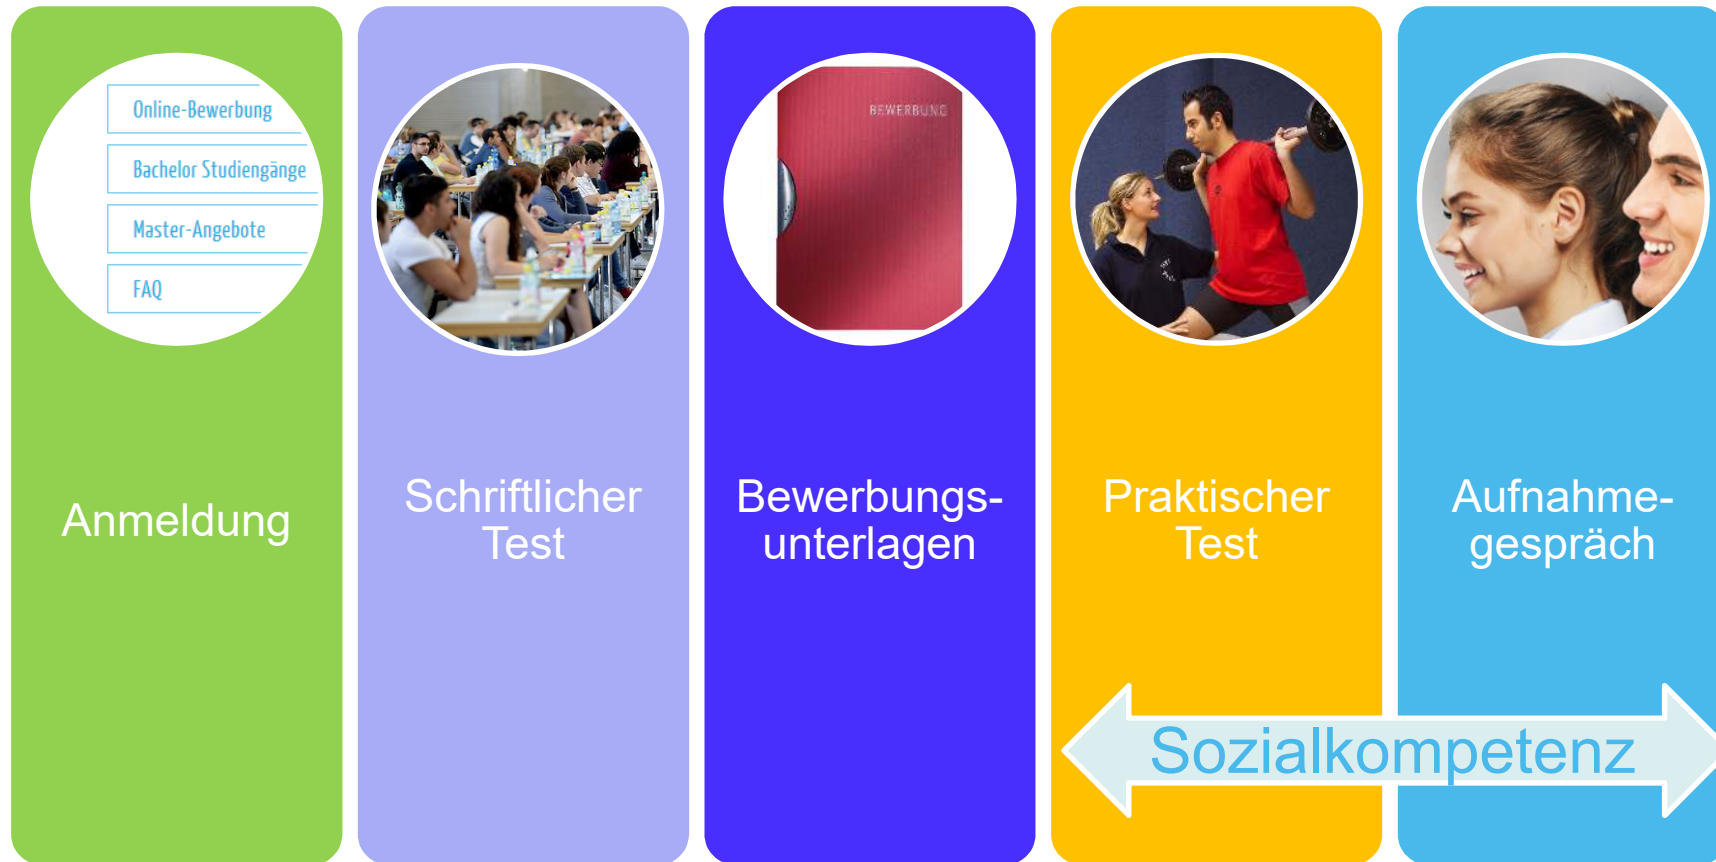 Online-Bewerbung
Bachelor Studiengänge
Master-Angebote
FAQ
BEWERBUNG
Anmeldung
Schriftlicher
Test
Bewerbungs-
unterlagen
Praktischer
Test
Aufnahme-
gespräch
Sozialkompetenz